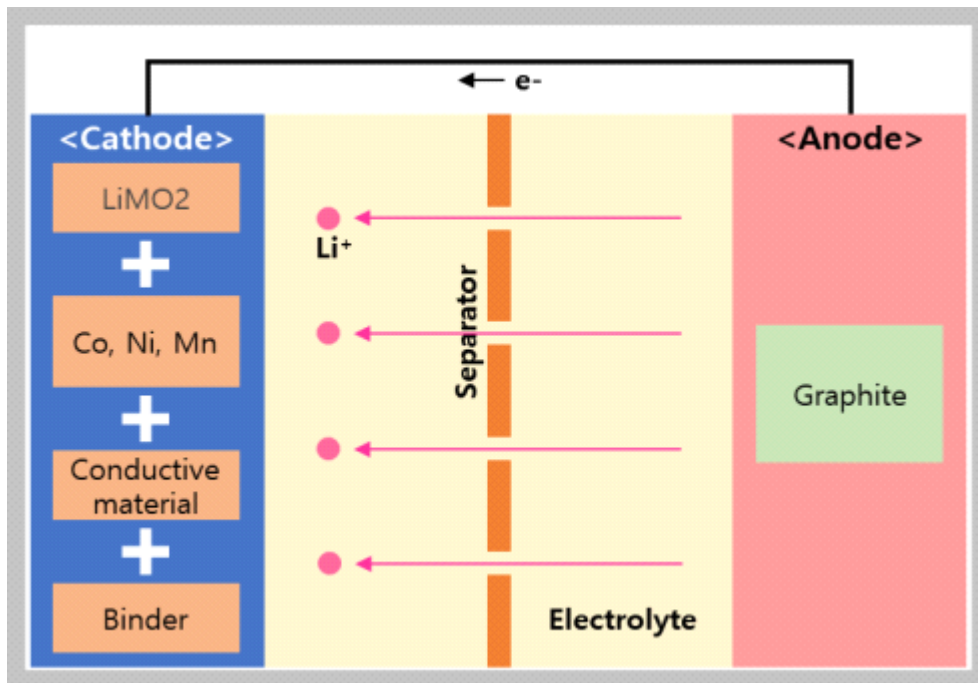 e-
<Cathode>
<Anode>
LiMO2
Li⁺
Co, Ni, Mn
Separator
Graphite
Conductive
material
Binder
Electrolyte